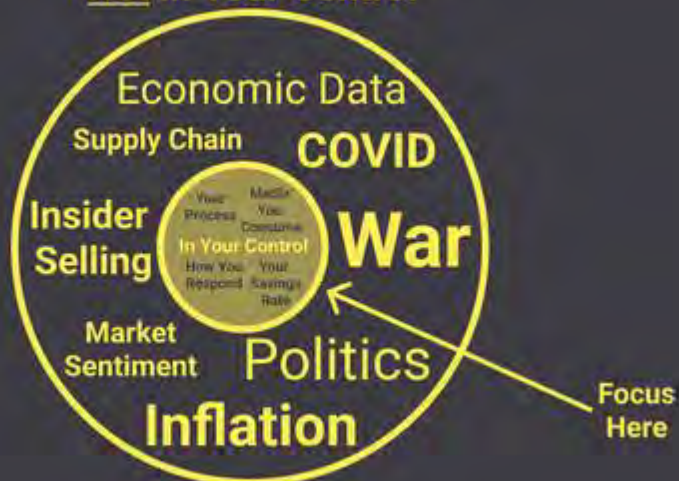 Economic Data
Supply Chain
COVID
Insider
Selling
War
Your
Process
Media
You
Consume
In Your Control
How You
Respond
Your
Savings
Rate
Market
Sentiment
Politics
Inflation
Focus
Here